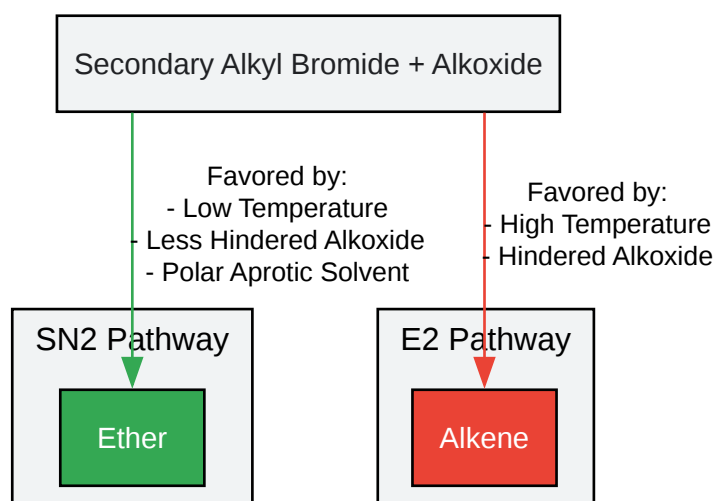 Secondary Alkyl Bromide + Alkoxide
Favored by:
- Low Temperature
- Less Hindered Alkoxide
- Polar Aprotic Solvent
Favored by:
- High Temperature
- Hindered Alkoxide
SN2 Pathway
Ether
E2 Pathway
Alkene